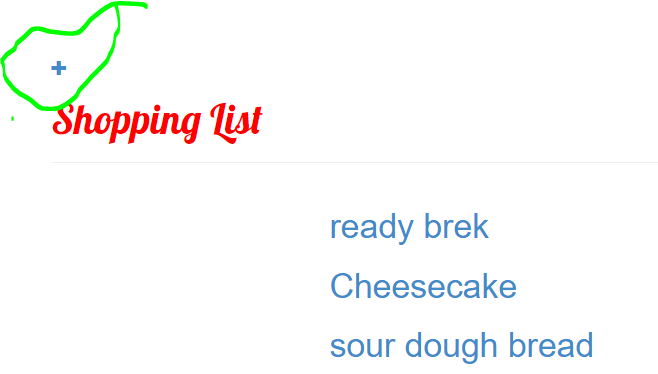 +
Shopping List
ready brek
Cheesecake
sour dough bread